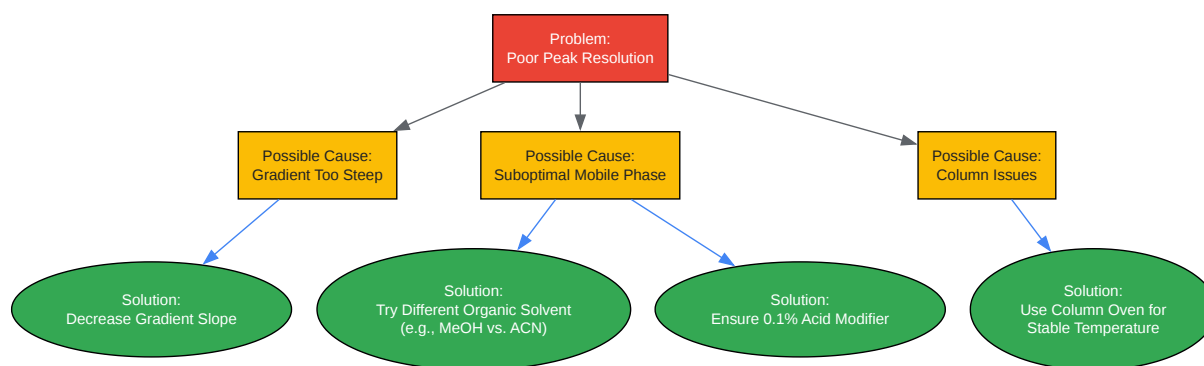 Problem:
Poor Peak Resolution
Possible Cause:
Gradient Too Steep
Possible Cause:
Suboptimal Mobile Phase
Possible Cause:
Column Issues
Solution:
Decrease Gradient Slope
Solution:
Try Different Organic Solvent
(e.g., MeOH vs. ACN)
Solution:
Ensure 0.1% Acid Modifier
Solution:
Use Column Oven for
Stable Temperature